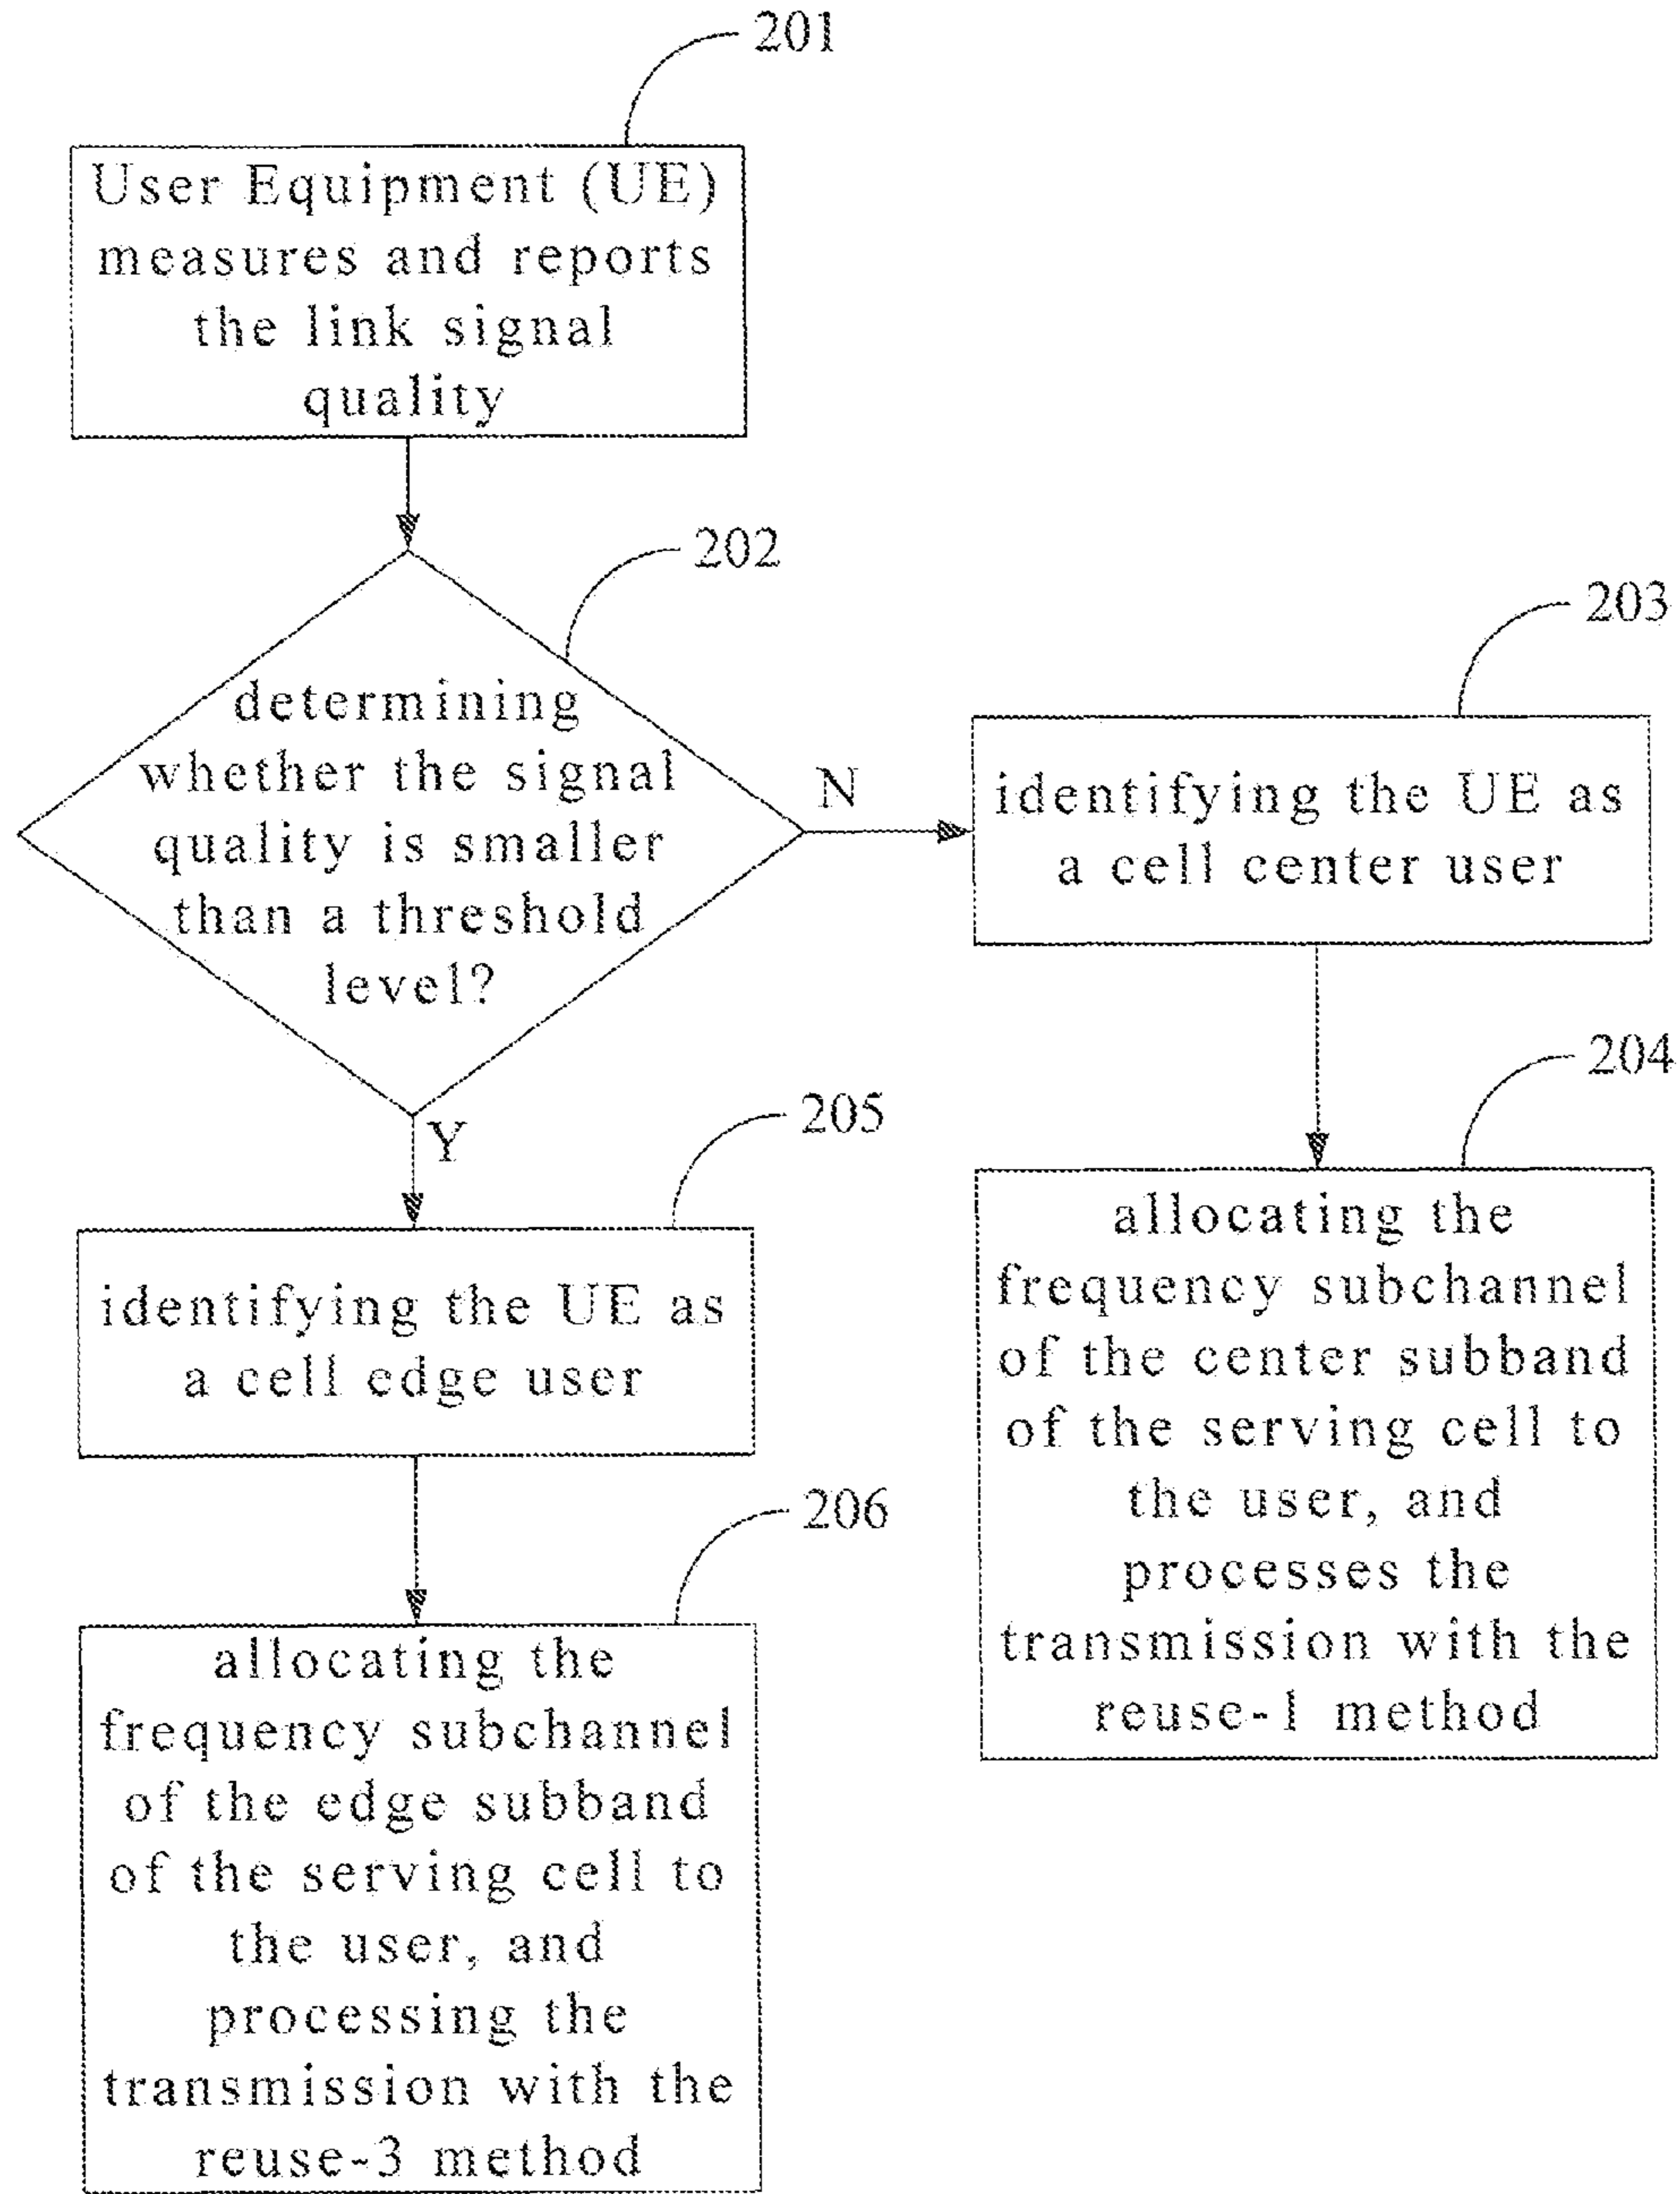 201
User Equipment (UE)
measures and reports
the link signal
quality
202
determining
whether the signal
quality is smaller
than a threshold
level?
N
203
identifying the UE as
a cell center user
204
allocating the
frequency subchannel
of the center subband
of the serving cell to
the user, and
processes the
transmission with the
reuse-1 method
Y
205
identifying the UE as
a cell edge user
206
allocating the
frequency subchannel
of the edge subband
of the serving cell to
the user, and
processing the
transmission with the
reuse-3 method